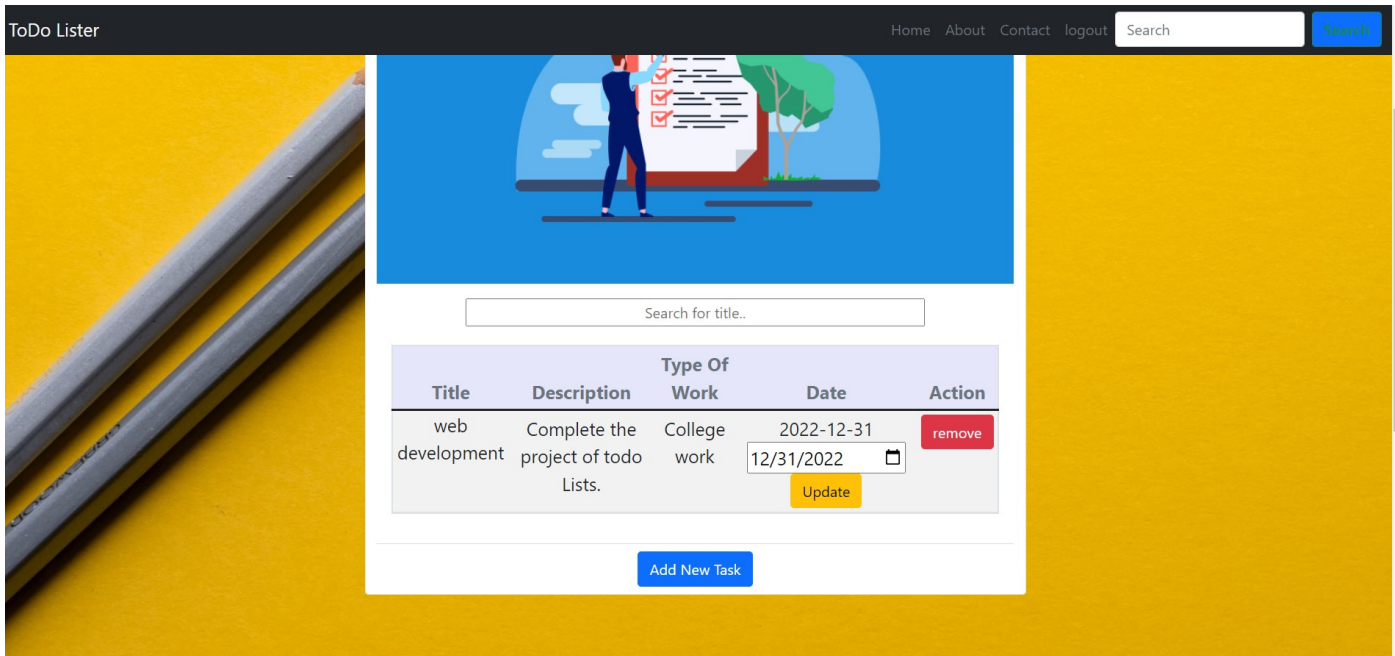 ToDo Lister
Home About Contact logout Search Search
Search for title..
Title Description Type Of Work Date Action
web development
Complete the project of todo Lists.
College work
2022-12-31
12/31/2022
Update
remove
Add New Task